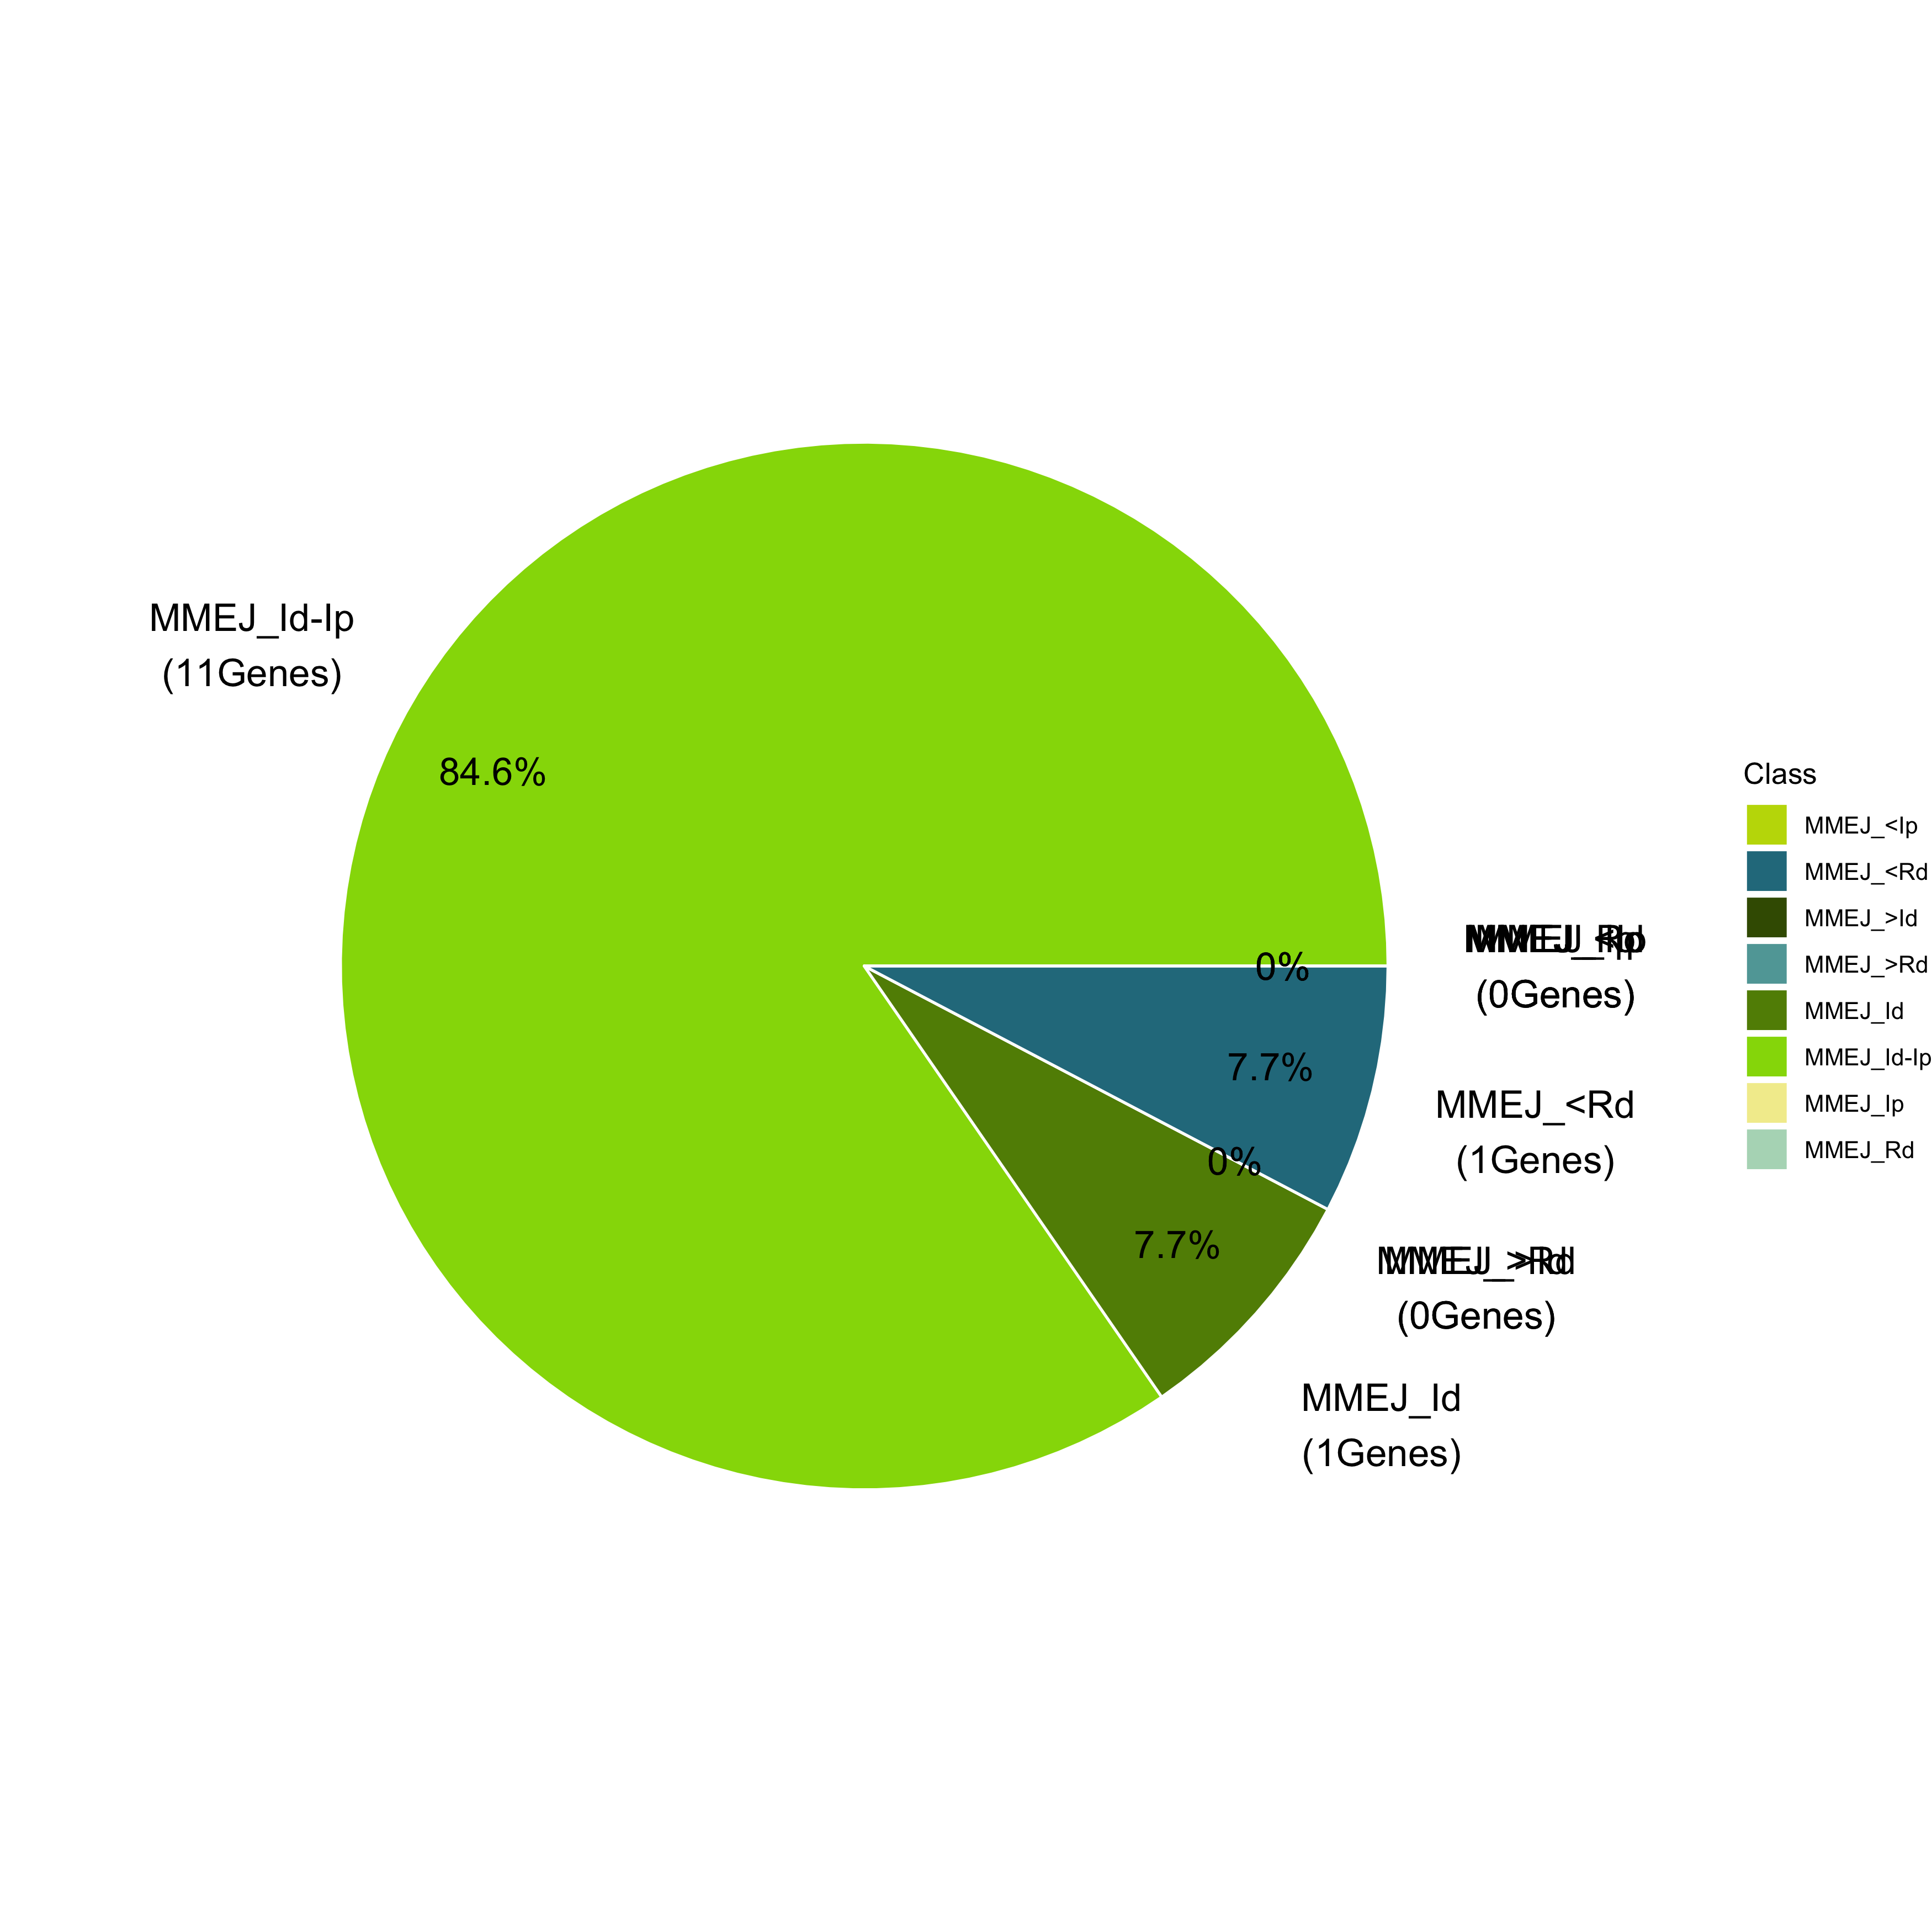 MMEJ_Id-Ip
(11Genes)
84.6%
0%
(0Genes)
7.7%
MMEJ_<Rd
(1Genes)
0%
(0Genes)
7.7%
MMEJ_Id
(1Genes)
Class
MMEJ_<Ip
MMEJ_<Rd
MMEJ_>Id
MMEJ_>Rd
MMEJ_Id
MMEJ_Id-Ip
MMEJ_Ip
MMEJ_Rd